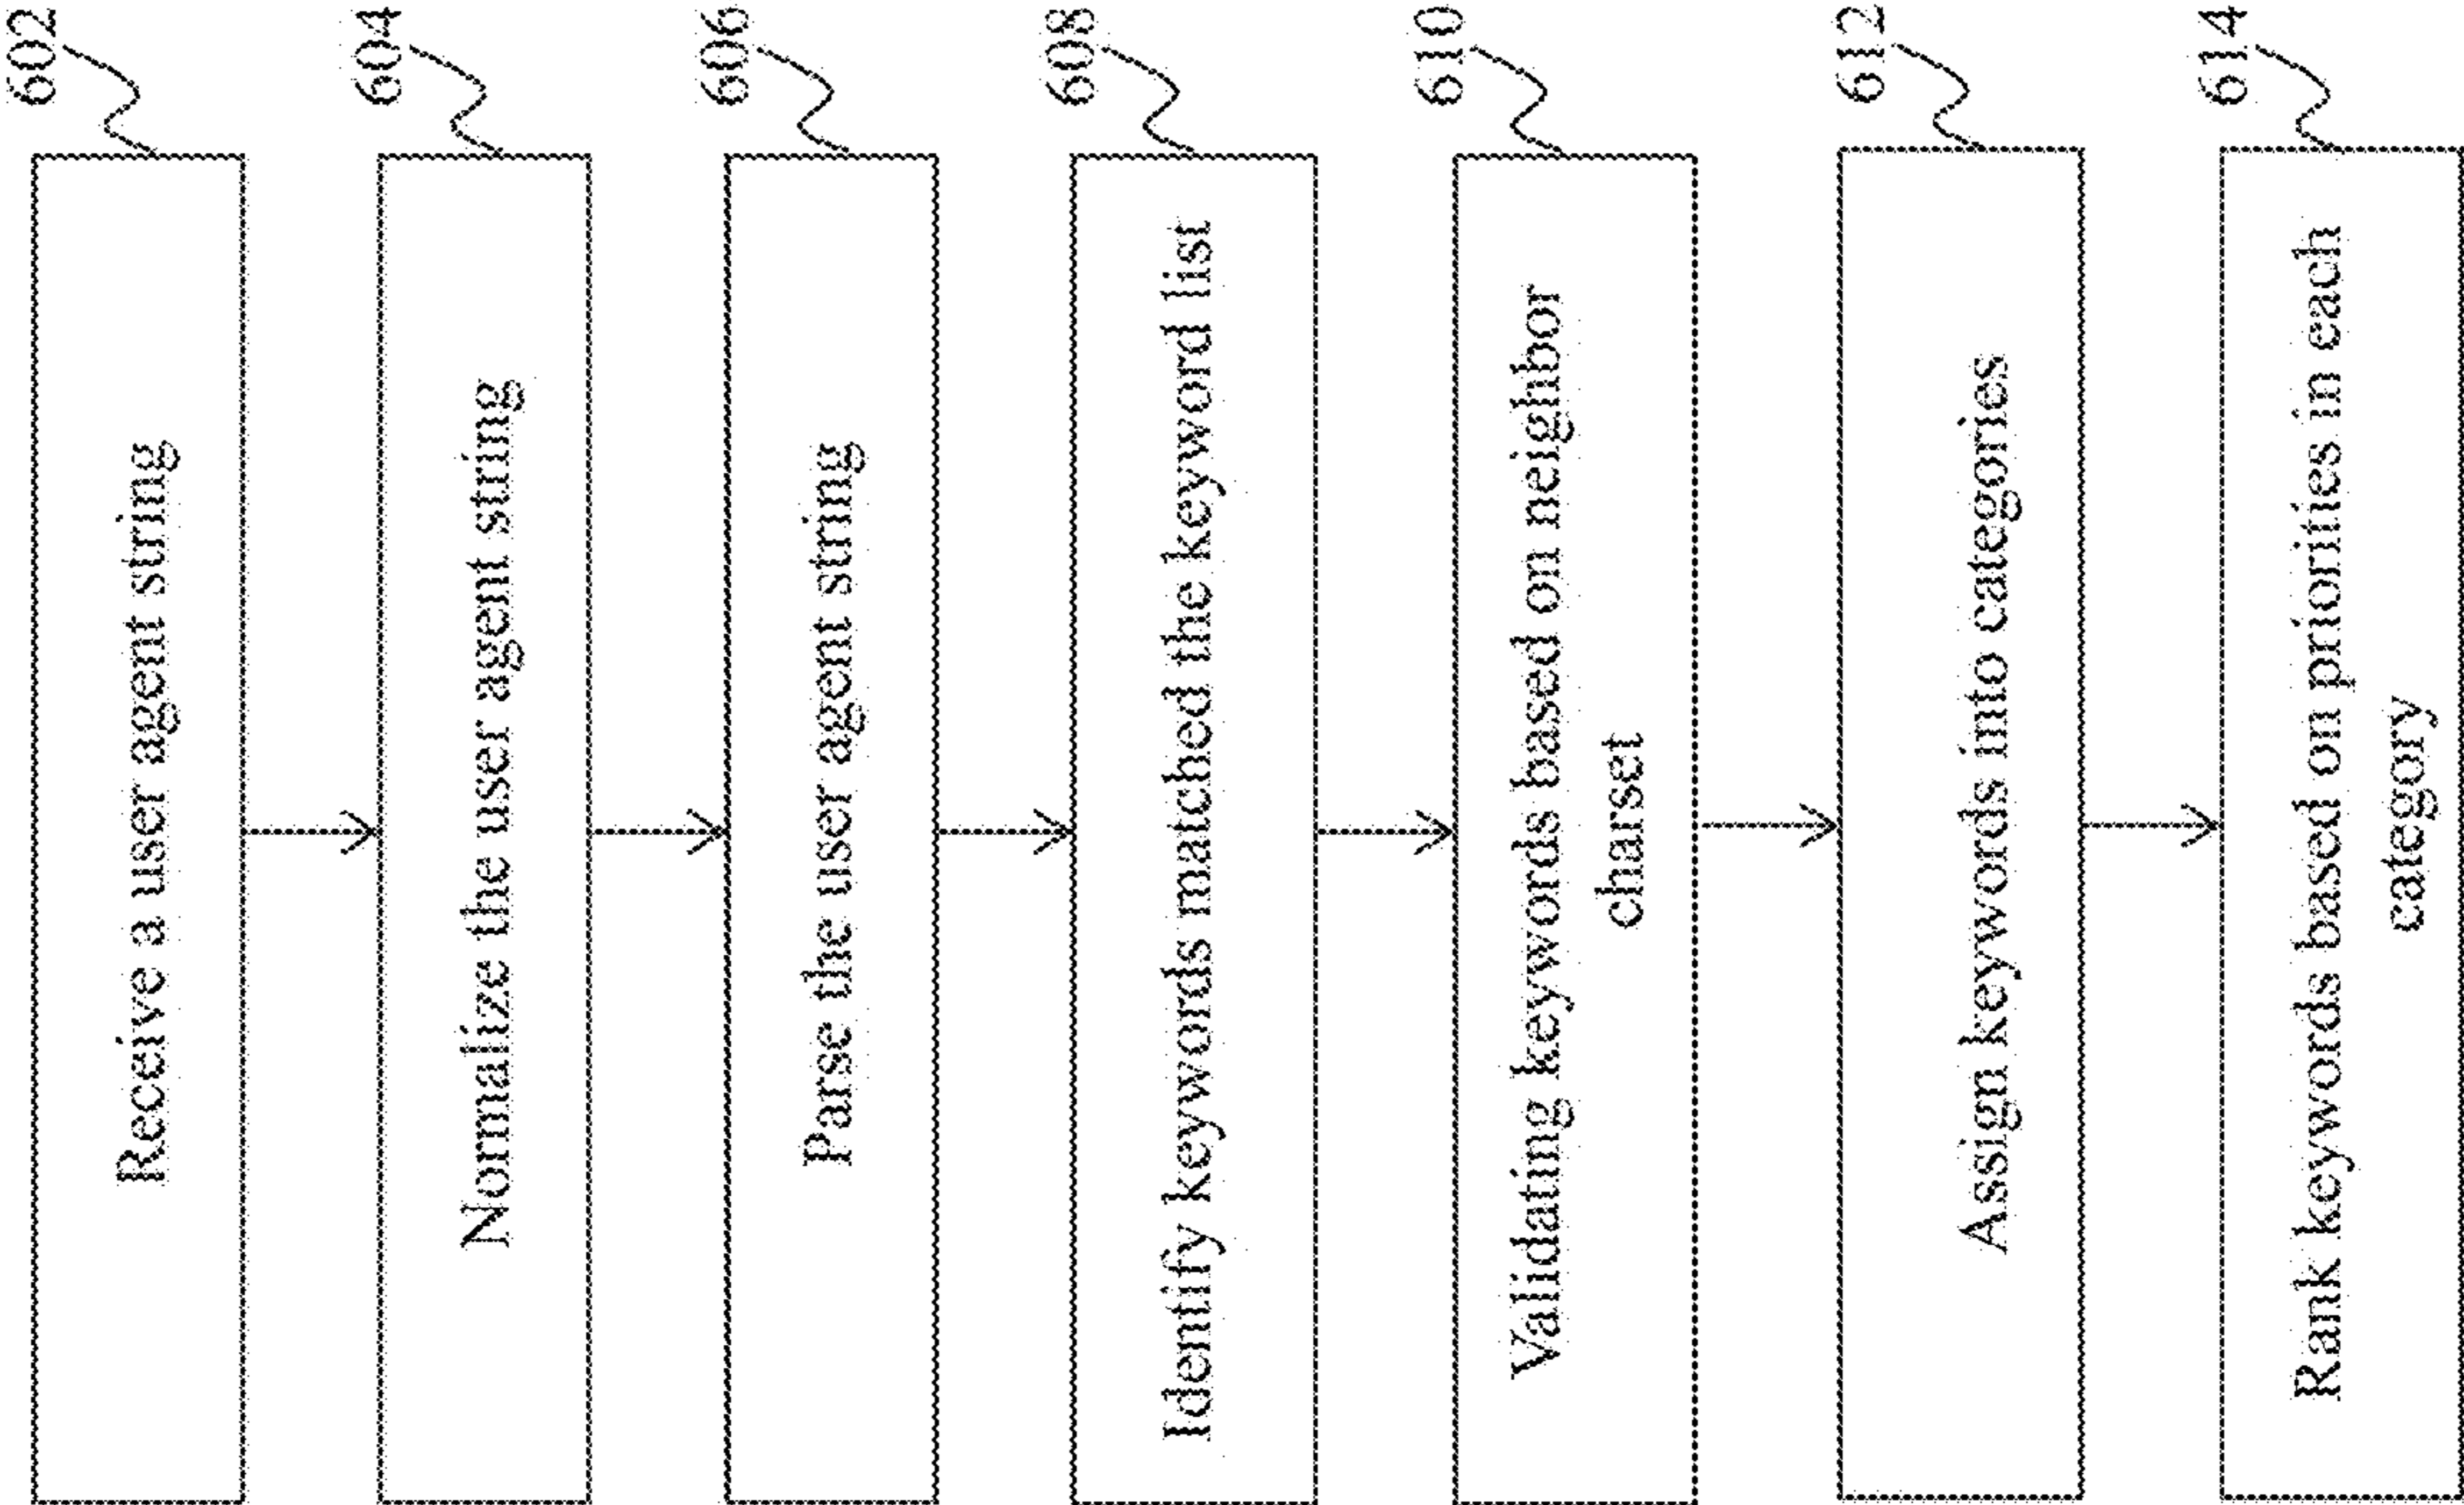 602
Receive a user agent string
604
Normalize the user agent string
606
Parse the user agent string
608
Identify keywords matched the keyword list
610
Validating keywords based on neighbor
charset
612
Assign keywords into categories
614
Rank keywords based on priorities in each
category